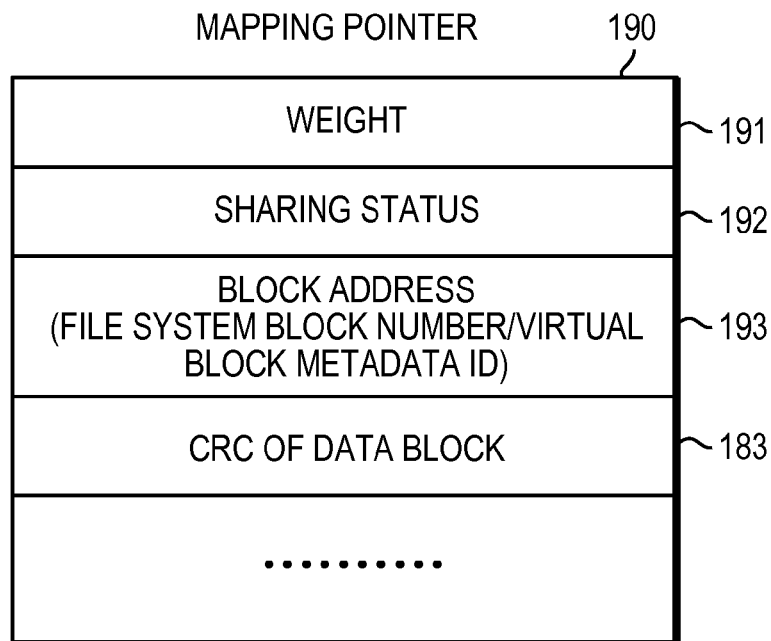 MAPPING POINTER
190
WEIGHT
191
SHARING STATUS
192
BLOCK ADDRESS
(FILE SYSTEM BLOCK NUMBER/VIRTUAL
BLOCK METADATA ID)
193
CRC OF DATA BLOCK
183
..........